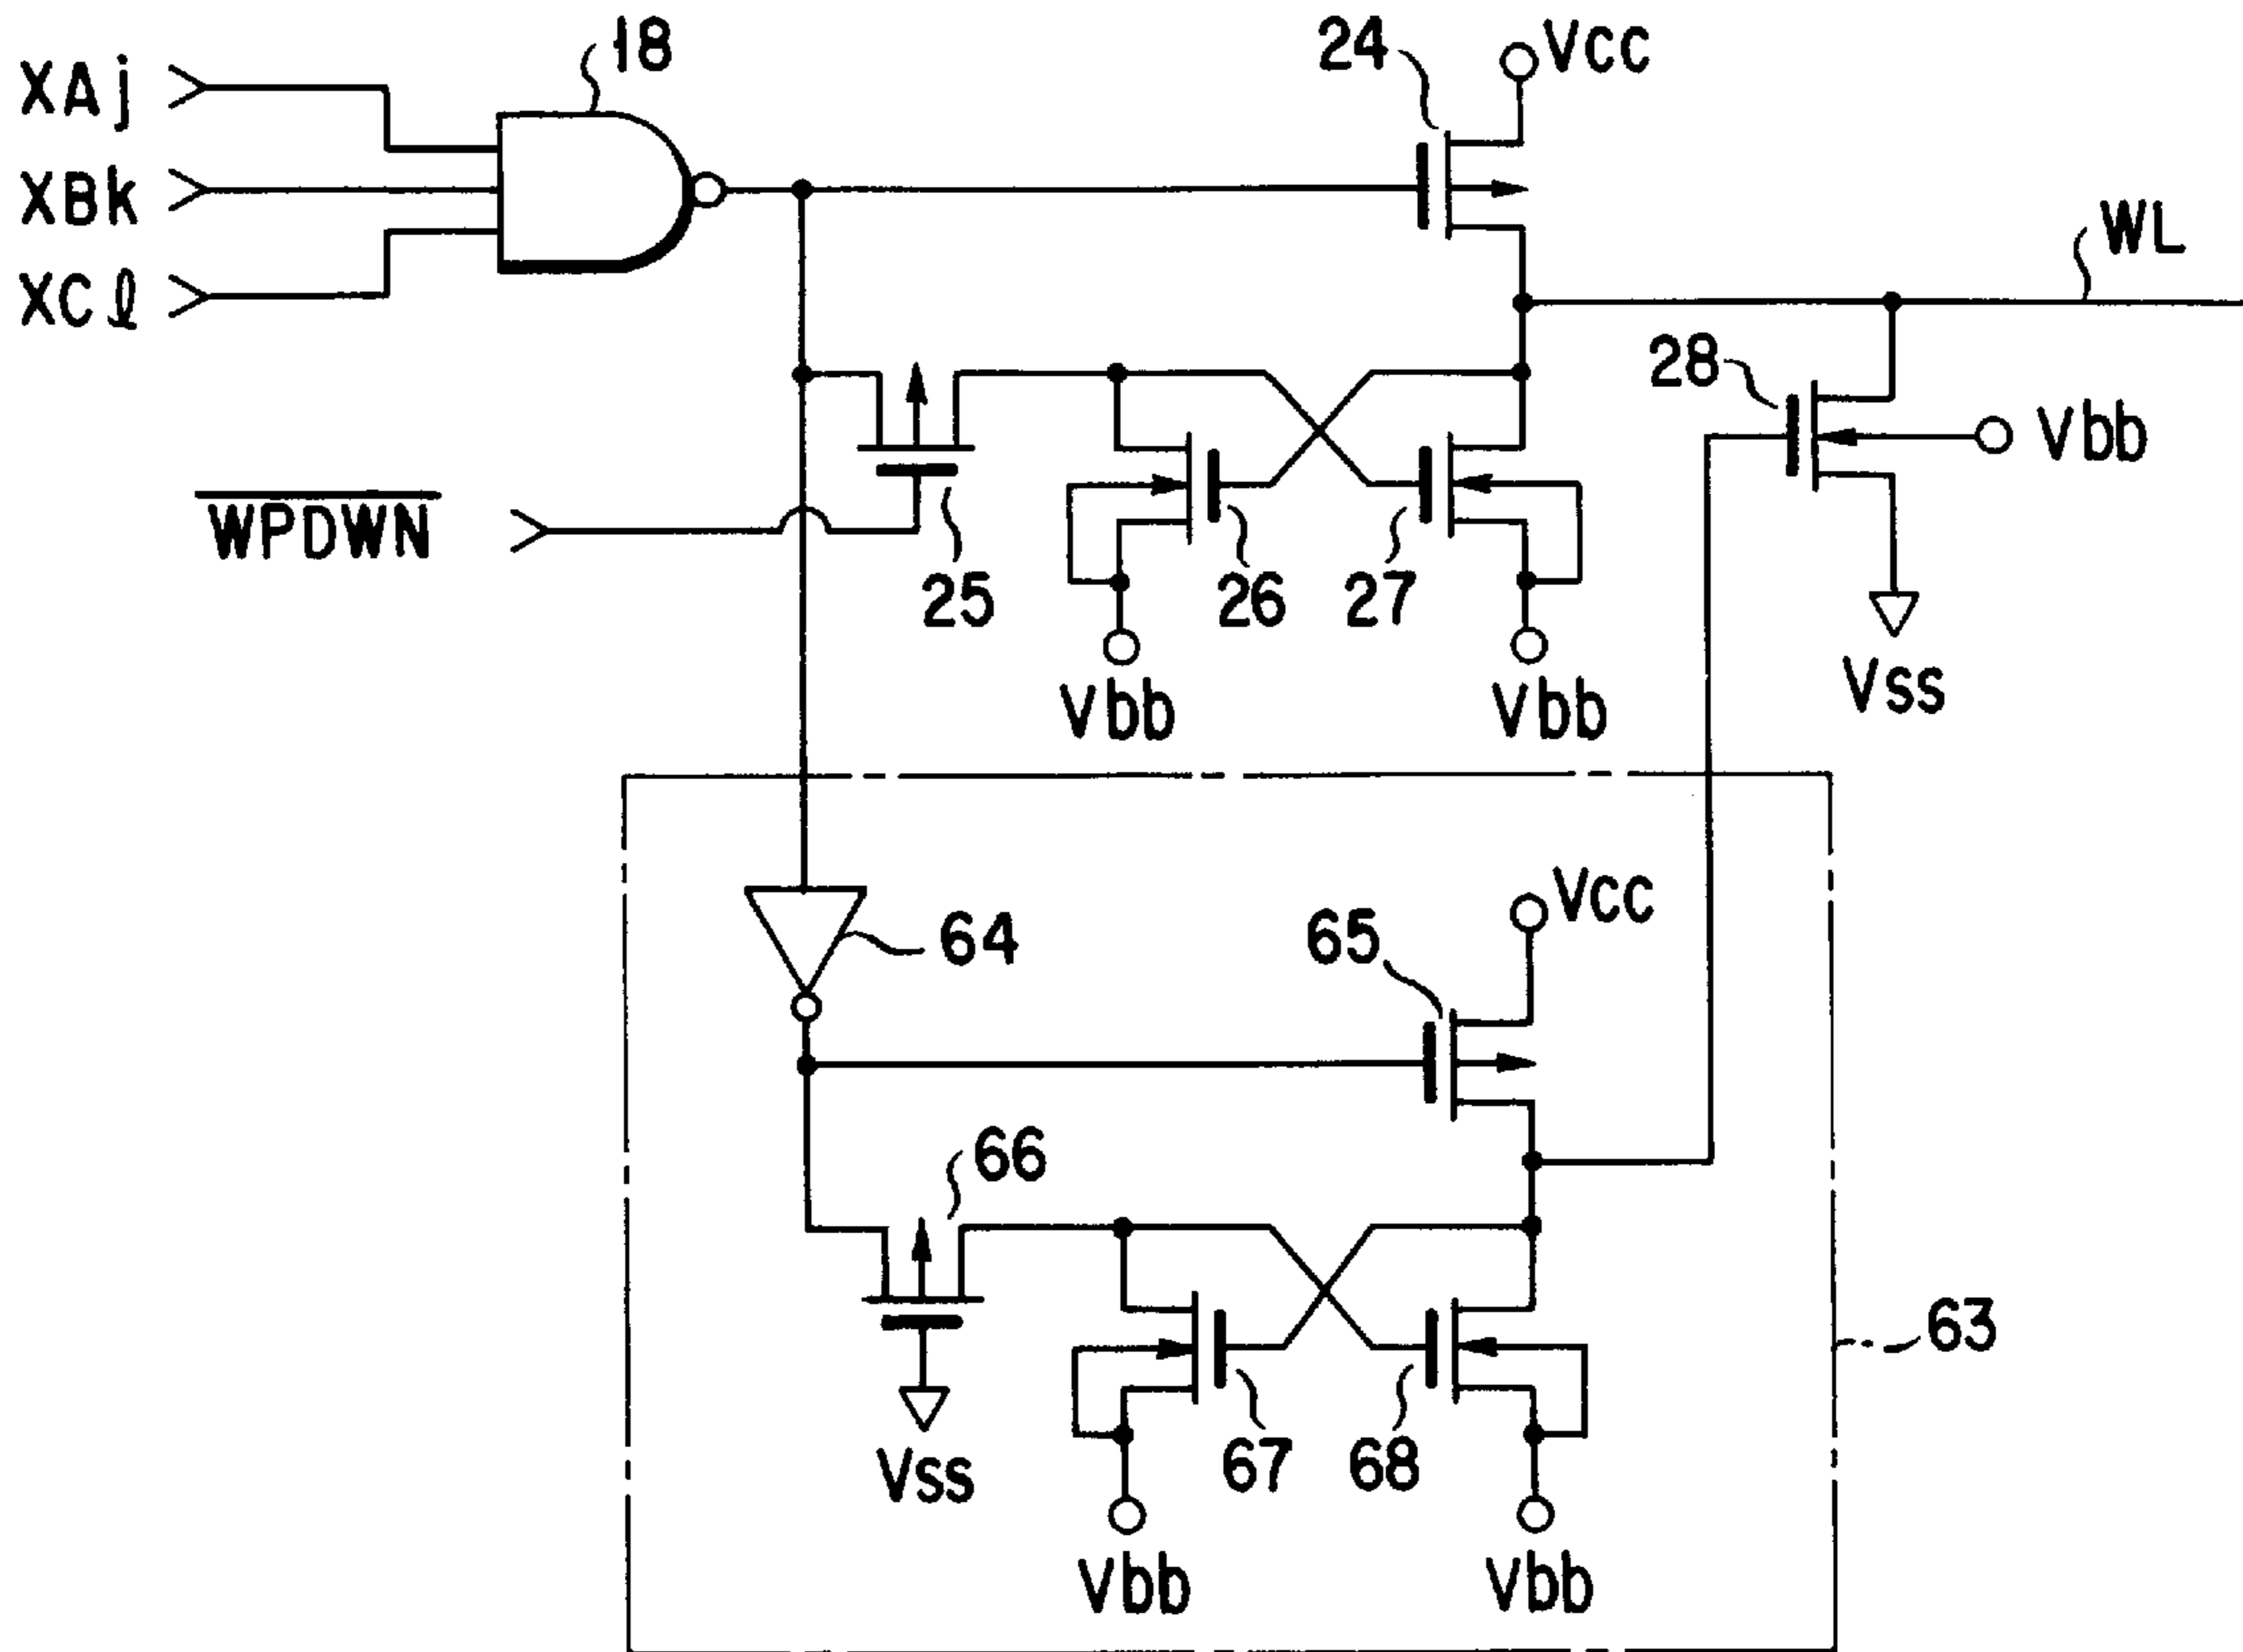 18
24
VCC
XAj
XBk
XCℓ
WL
28
Vbb
WPDWN
25
26
27
Vbb
Vbb
VSS
64
65
VCC
66
63
VSS
67
68
Vbb
Vbb